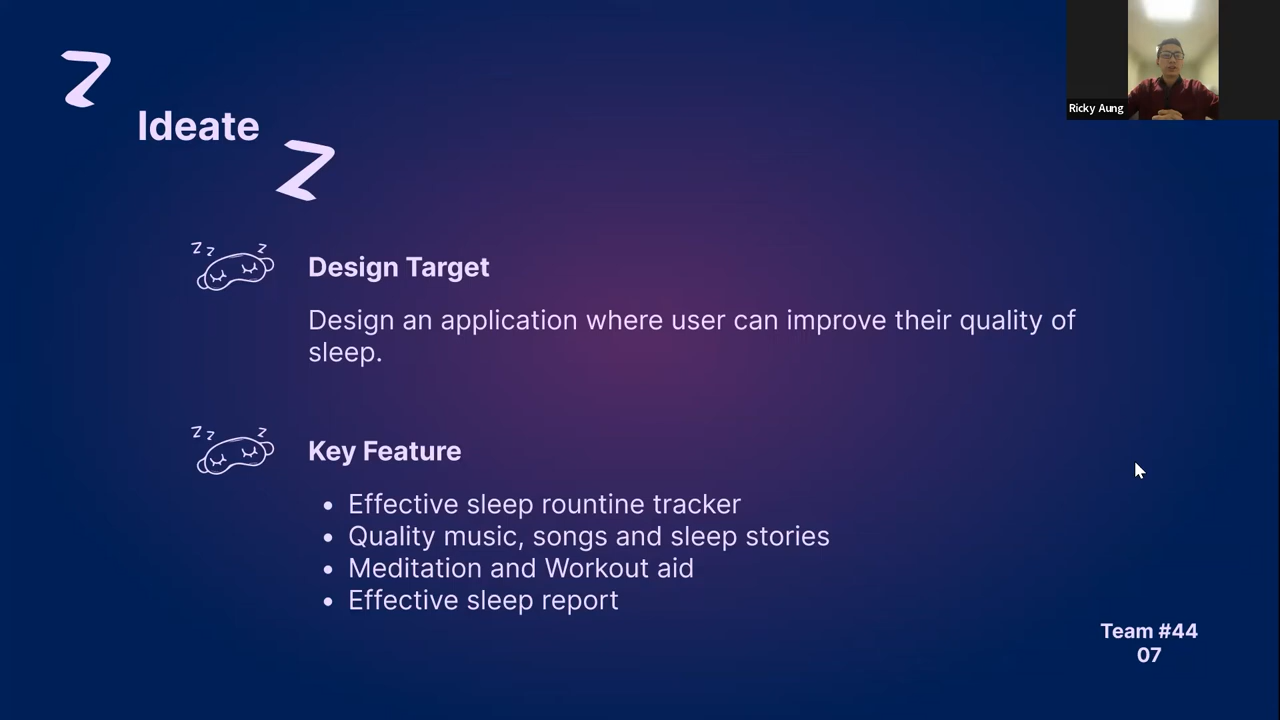 Z
Ideate
Z
Ricky Aung
z z z
Design Target
Design an application where user can improve their quality of
sleep.
z z z
Key Feature
• Effective sleep rountine tracker
• Quality music, songs and sleep stories
• Meditation and Workout aid
• Effective sleep report
Team #44
07